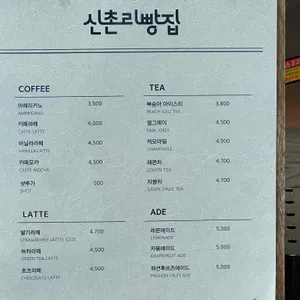 신촌리빵집
COFFEE
아메리카노 3,500
AMERICANO
카페라떼 4,000
CAFFE LATTE
바닐라라떼 4,500
VANILLA LATTE
카페모카 4,500
CAFFE MOCHA
샷추가 500
SHOT
TEA
복숭아 아이스티 3,800
PEACH ICED TEA
얼그레이 4,500
EARL GREY
캐모마일 4,500
CHAMOMILE
레몬차 4,700
LEMON TEA
자몽차 4,700
GRAPE FRUIT TEA
LATTE
딸기라떼 4,700
STRAWBERRY LATTE (ICED)
녹차라떼 4,500
GREEN TEA LATTE
초코라떼 4,500
CHOCOLATE LATTE
ADE
레몬에이드 5,000
LEMONADE
자몽에이드 5,000
GRAPEFRUIT ADE
패션후르츠에이드 5,000
PASSION FRUIT ADE